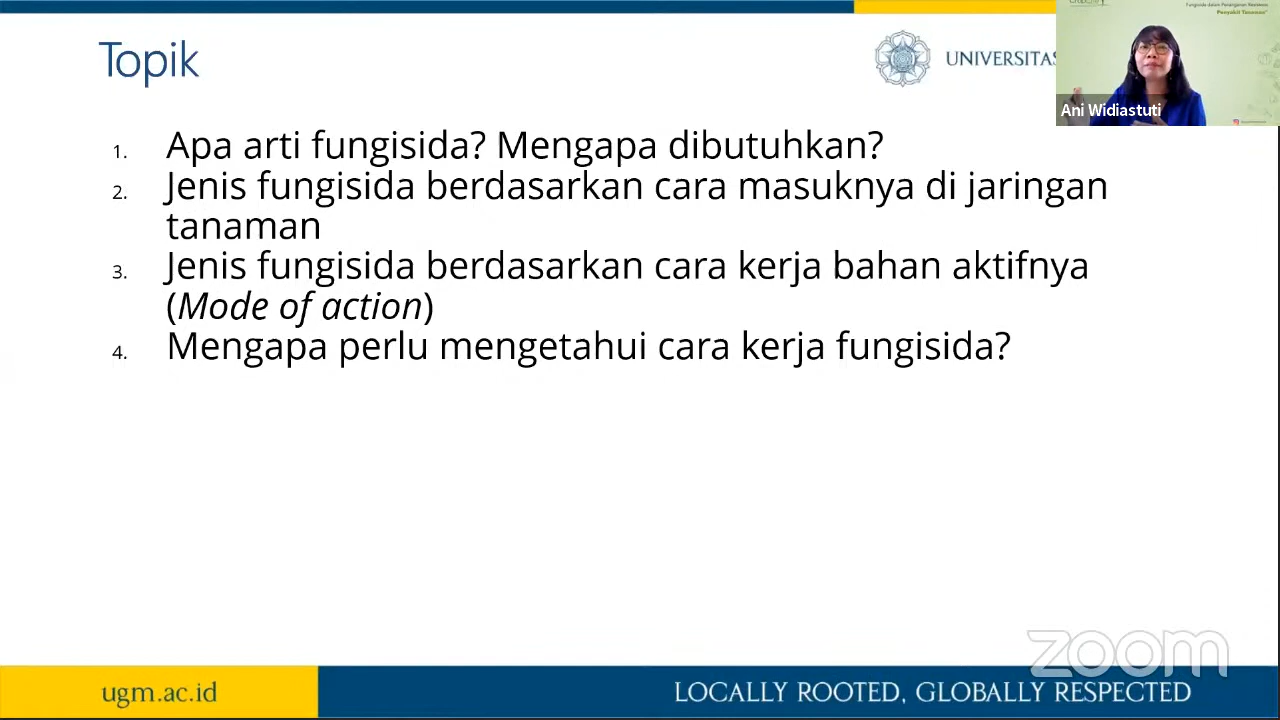 Topik
UNIVERSITAS
Penyakit Tanaman"
Ani Widiastuti
1. Apa arti fungisida? Mengapa dibutuhkan?
2. Jenis fungisida berdasarkan cara masuknya di jaringan
tanaman
3. Jenis fungisida berdasarkan cara kerja bahan aktifnya
(Mode of action)
4. Mengapa perlu mengetahui cara kerja fungisida?
zoom
ugm.ac.id
LOCALLY ROOTED, GLOBALLY RESPECTED